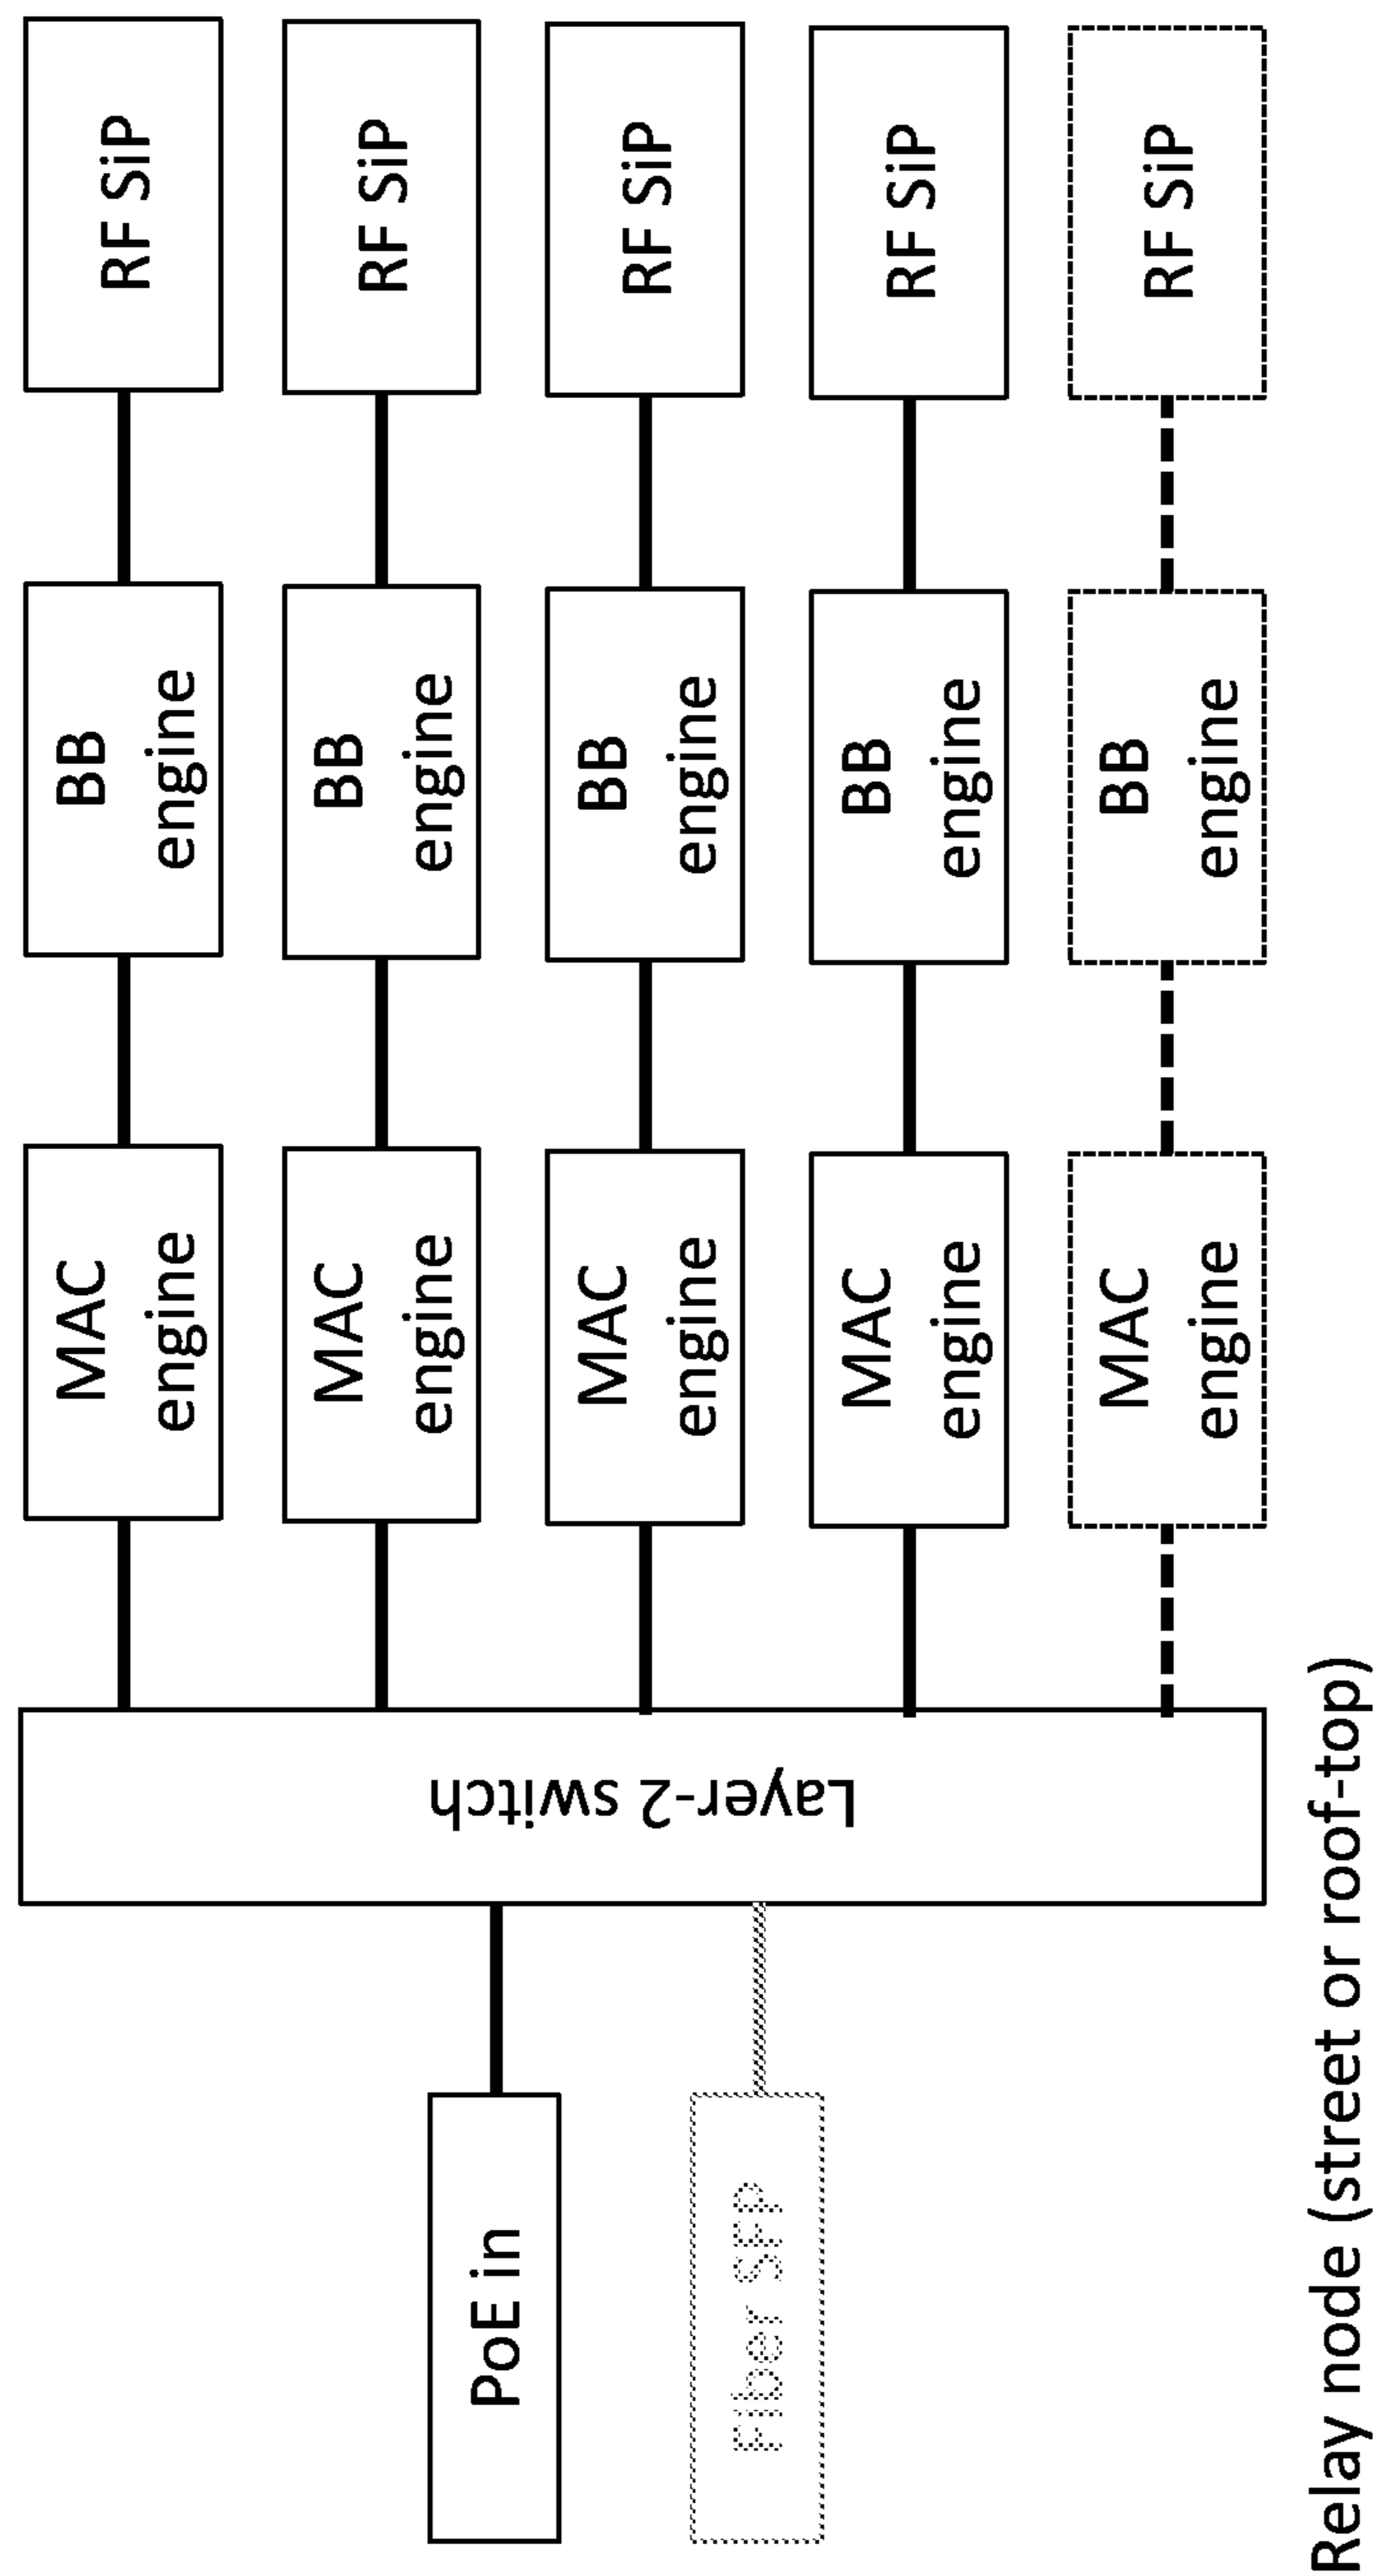 PoE in
Fiber SFP
Layer-2 switch
MAC
engine
BB
engine
RF SiP
MAC
engine
BB
engine
RF SiP
MAC
engine
BB
engine
RF SiP
MAC
engine
BB
engine
RF SiP
MAC
engine
BB
engine
RF SiP
Relay node (street or roof-top)